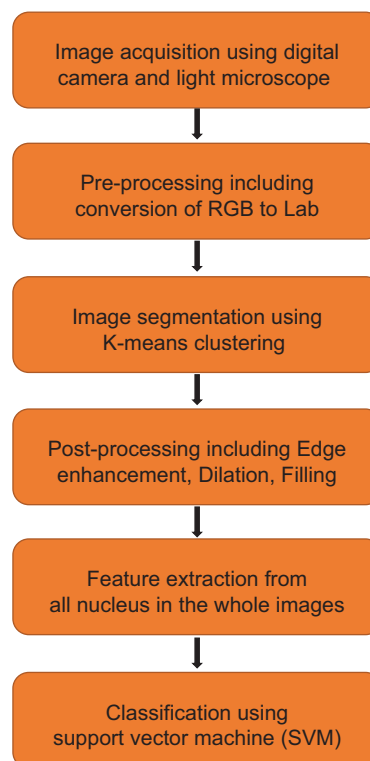 Image acquisition using digital
camera and light microscope
Pre-processing including
conversion of RGB to Lab
Image segmentation using
K-means clustering
Post-processing including Edge
enhancement, Dilation, Filling
Feature extraction from
all nucleus in the whole images
Classification using
support vector machine (SVM)